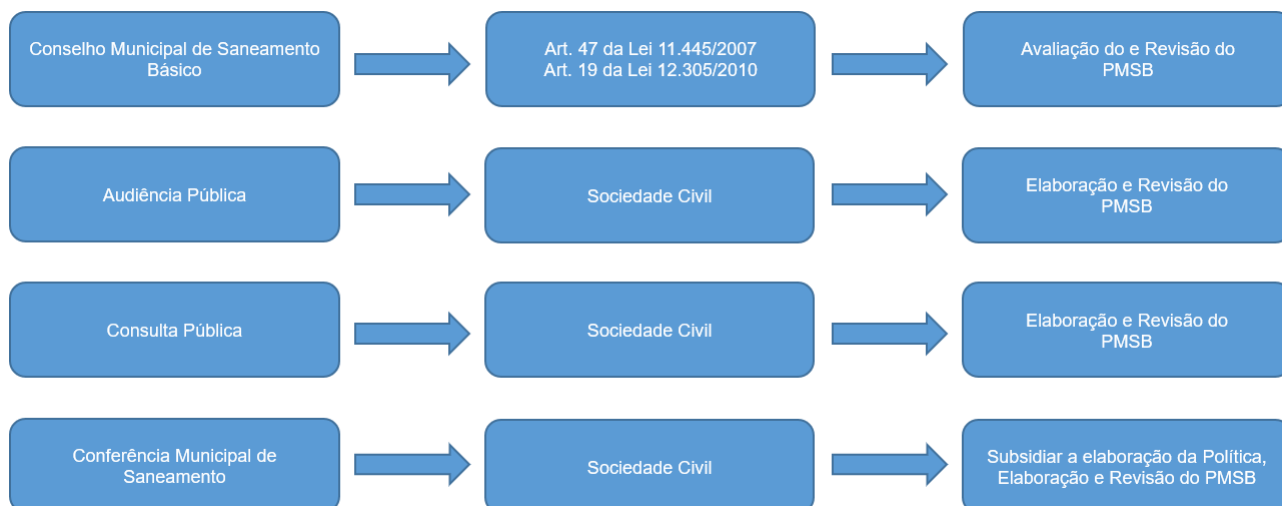 Conselho Municipal de Saneamento
Básico
Art. 47 da Lei 11.445/2007
Art. 19 da Lei 12.305/2010
Avaliação do e Revisão do
PMSB
Audiência Pública
Sociedade Civil
Elaboração e Revisão do
PMSB
Consulta Pública
Sociedade Civil
Elaboração e Revisão do
PMSB
Conferência Municipal de
Saneamento
Sociedade Civil
Subsidiar a elaboração da Política,
Elaboração e Revisão do PMSB